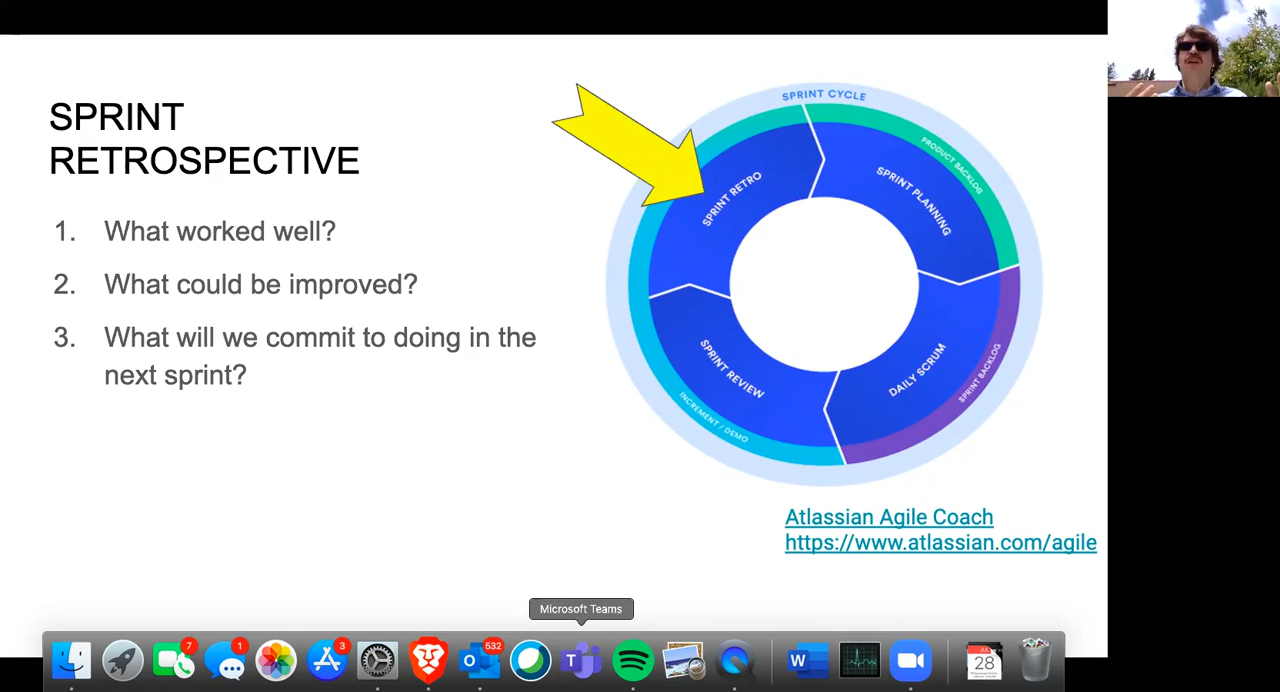 SPRINT
RETROSPECTIVE
1. What worked well?
2. What could be improved?
3. What will we commit to doing in the
next sprint?
SPRINT CYCLE
PRODUCT BACKLOG
SPRINT RETRO
SPRINT PLANNING
SPRINT REVIEW
DAILY SCRUM
SPRINT BACKLOG
INCREMENT / DEMO
Atlassian Agile Coach
https://www.atlassian.com/agile
Microsoft Teams
7
1
3
532
O
T
W
JUL
28